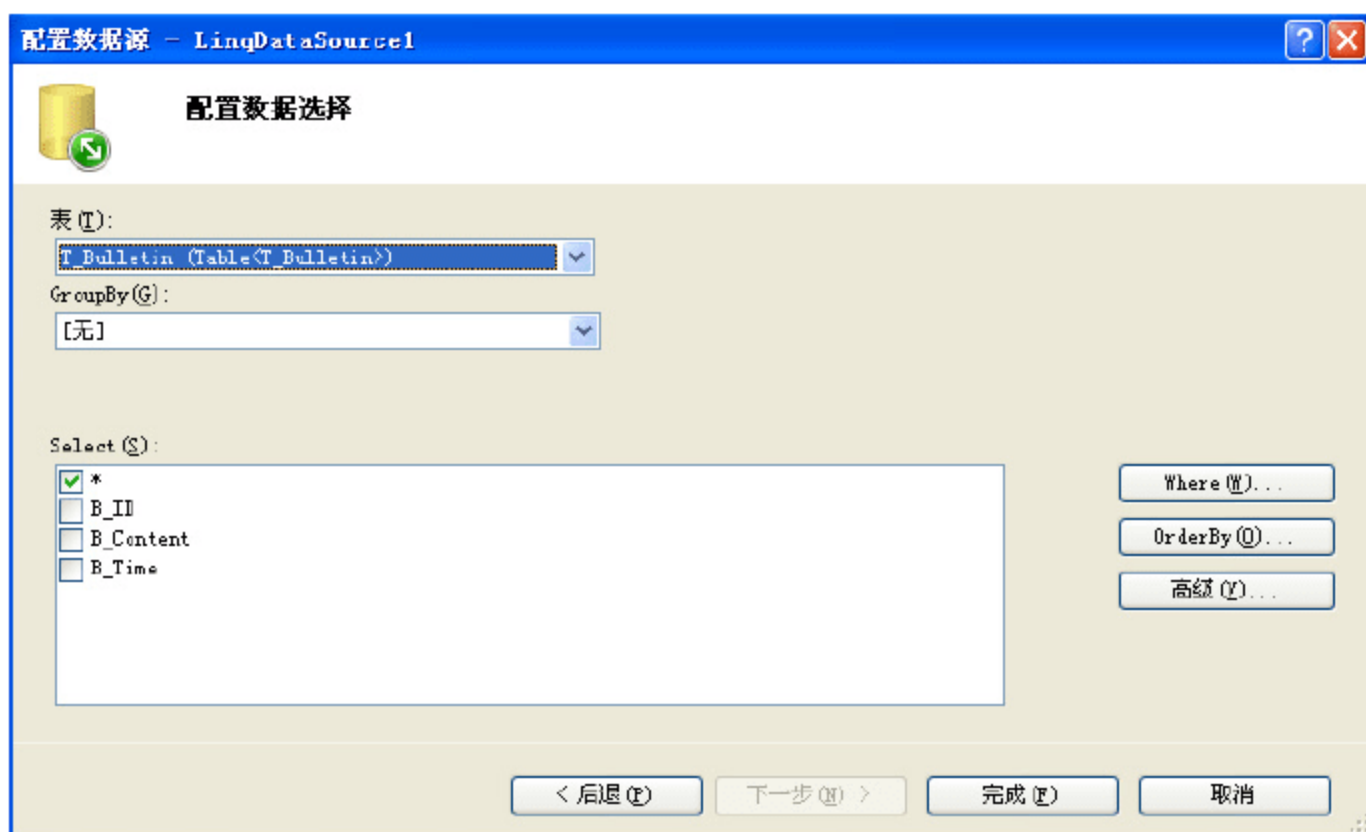 配置数据源 - LinqDataSource1
配置数据选择
表(T):
T_Bulletin (Table<T_Bulletin>)
GroupBy(G):
[无]
Select(S):
*
B_ID
B_Content
B_Time
Where(W)...
OrderBy(O)...
高级(V)...
< 后退(P)
下一步(N) >
完成(F)
取消